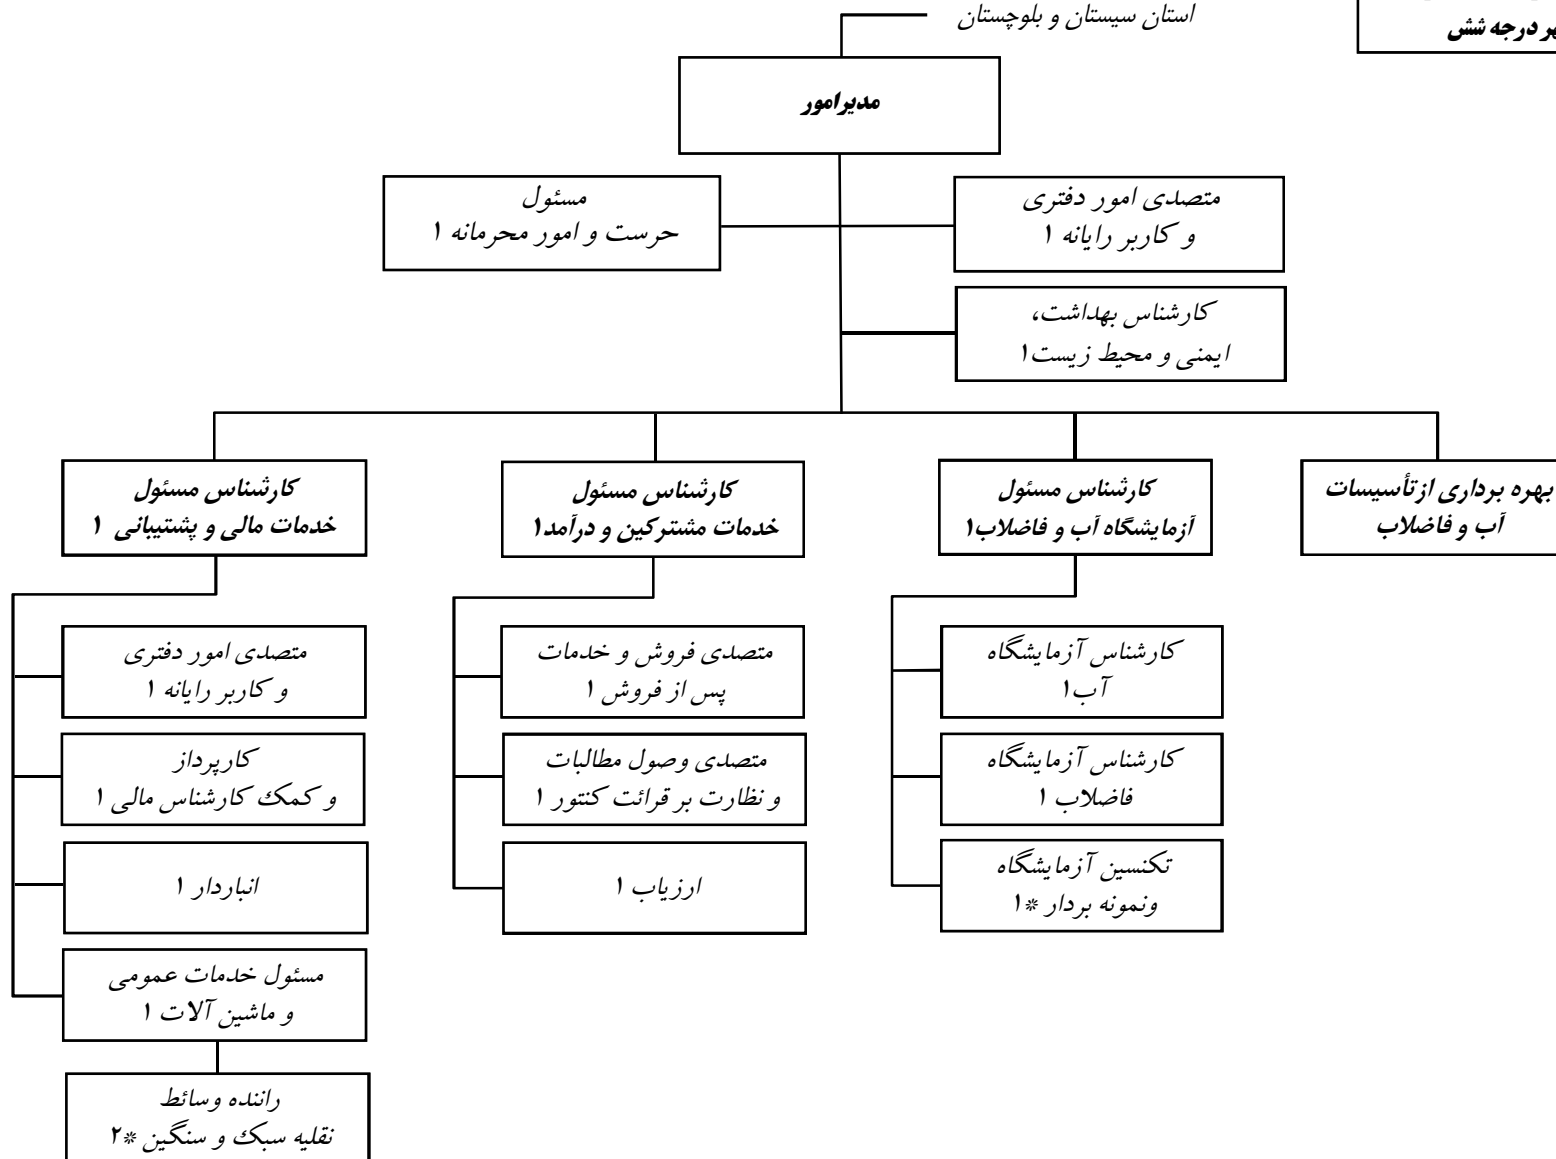 استان سیستان و بلوچستان
درجه شش
مدیرامور
متصدی امور دفتری
و کاربر رایانه ۱
مسئول
حرست و امور محرمانه ۱
کارشناس بهداشت،
ایمنی و محیط زیست۱
بهره برداری ازتأسیسات
آب و فاضلاب
کارشناس مسئول
آزمایشگاه آب و فاضلاب۱
کارشناس مسئول
خدمات مشترکین و درآمد۱
کارشناس مسئول
خدمات مالی و پشتیبانی ۱
کارشناس آزمایشگاه
آب۱
کارشناس آزمایشگاه
فاضلاب ۱
تکنسین آزمایشگاه
ونمونه بردار *۱
متصدی فروش و خدمات
پس از فروش ۱
متصدی وصول مطالبات
و نظارت بر قرائت کنتور ۱
ارزیاب ۱
متصدی امور دفتری
و کاربر رایانه ۱
کارپرداز
و کمک کارشناس مالی ۱
انباردار ۱
مسئول خدمات عمومی
و ماشین آلات ۱
راننده وسائط
نقلیه سبک و سنگین *۲